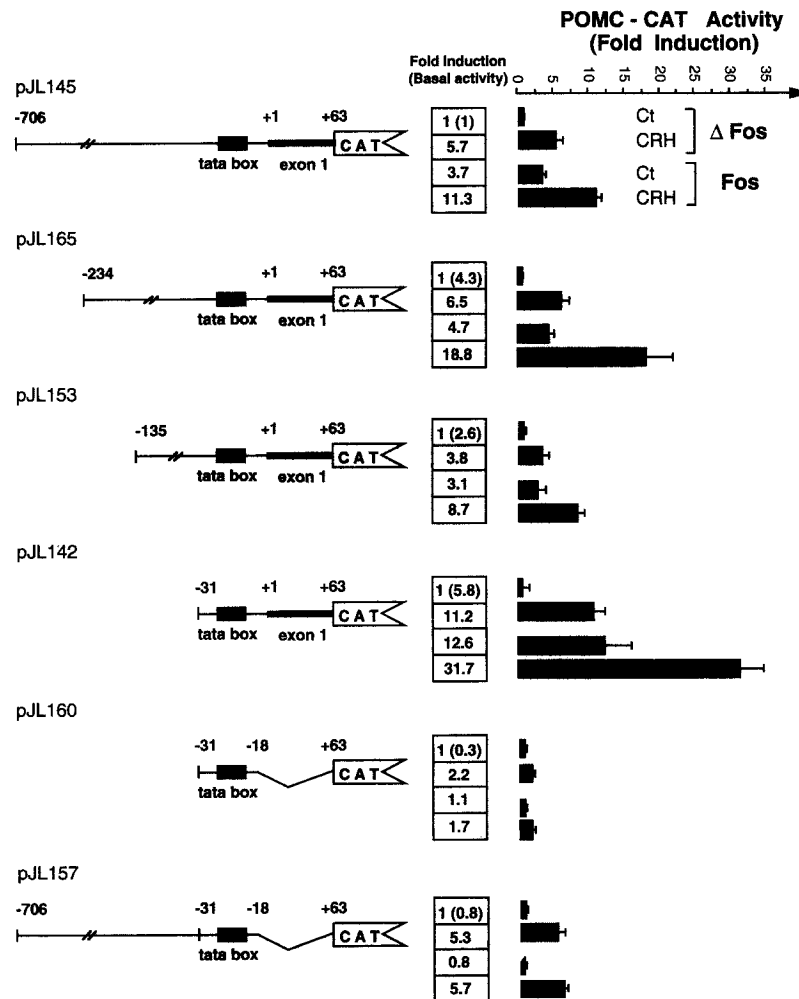 POMC - CAT Activity
(Fold Induction)
Fold Induction
(Basal activity)
0 5 10 15 20 25 30 35
pJL145
-706 +1 +63
tata box exon 1 CAT
1 (1) Ct
5.7 CRH
Δ Fos
3.7 Ct
11.3 CRH
Fos
pJL165
-234 +1 +63
tata box exon 1 CAT
1 (4.3)
6.5
4.7
18.8
pJL153
-135 +1 +63
tata box exon 1 CAT
1 (2.6)
3.8
3.1
8.7
pJL142
-31 +1 +63
tata box exon 1 CAT
1 (5.8)
11.2
12.6
31.7
pJL160
-31 -18 +63
tata box CAT
1 (0.3)
2.2
1.1
1.7
pJL157
-706 -31 -18 +63
tata box CAT
1 (0.8)
5.3
0.8
5.7